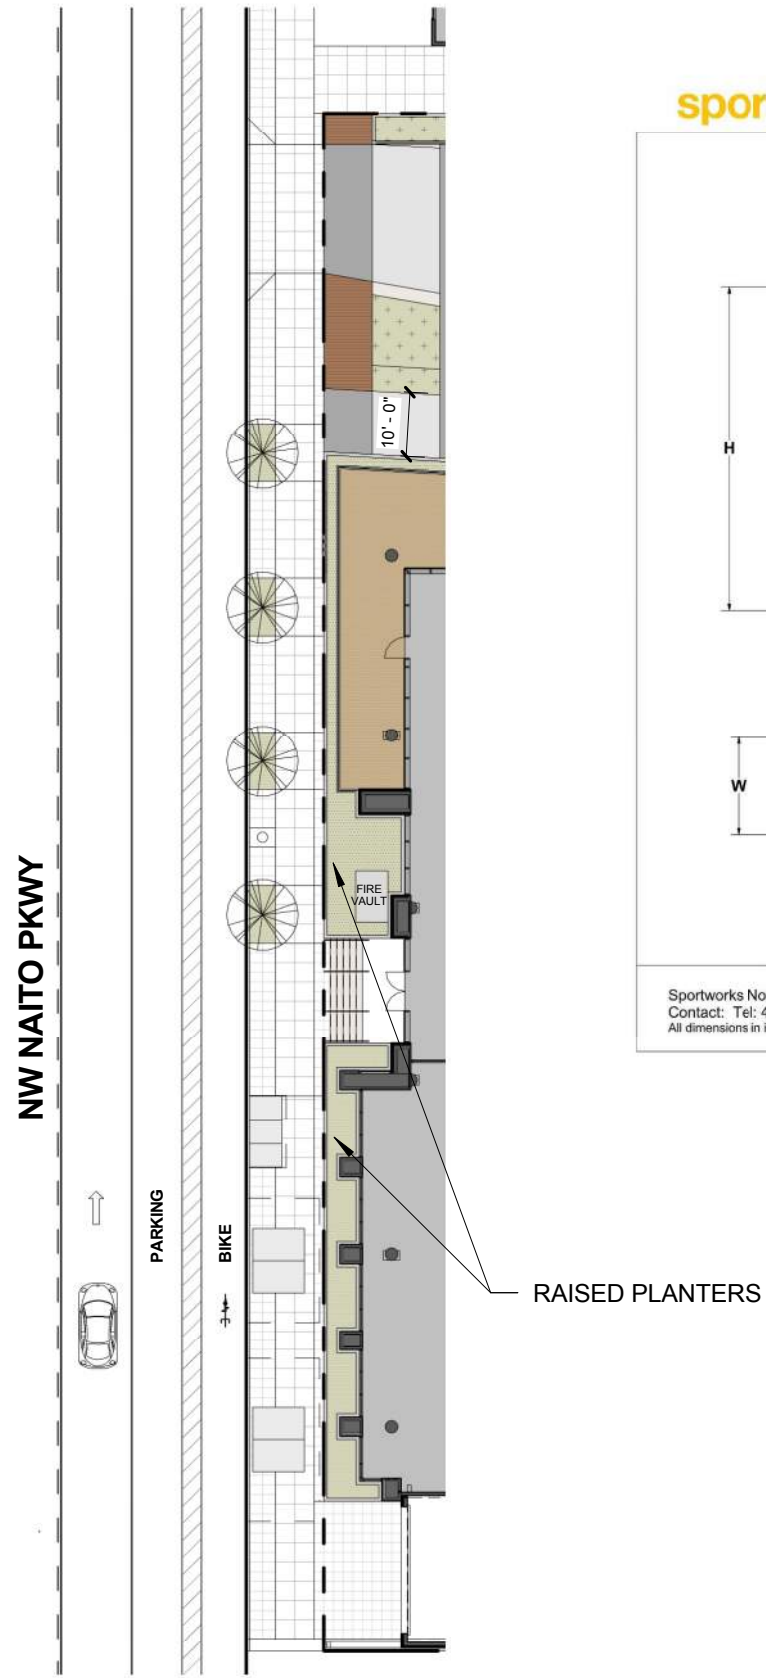 spor
H
10' - 0"
W
FIRE
VAULT
NW NAITO PKWY
Sportworks No
Contact: Tel: 4
All dimensions in i
PARKING
BIKE
RAISED PLANTERS